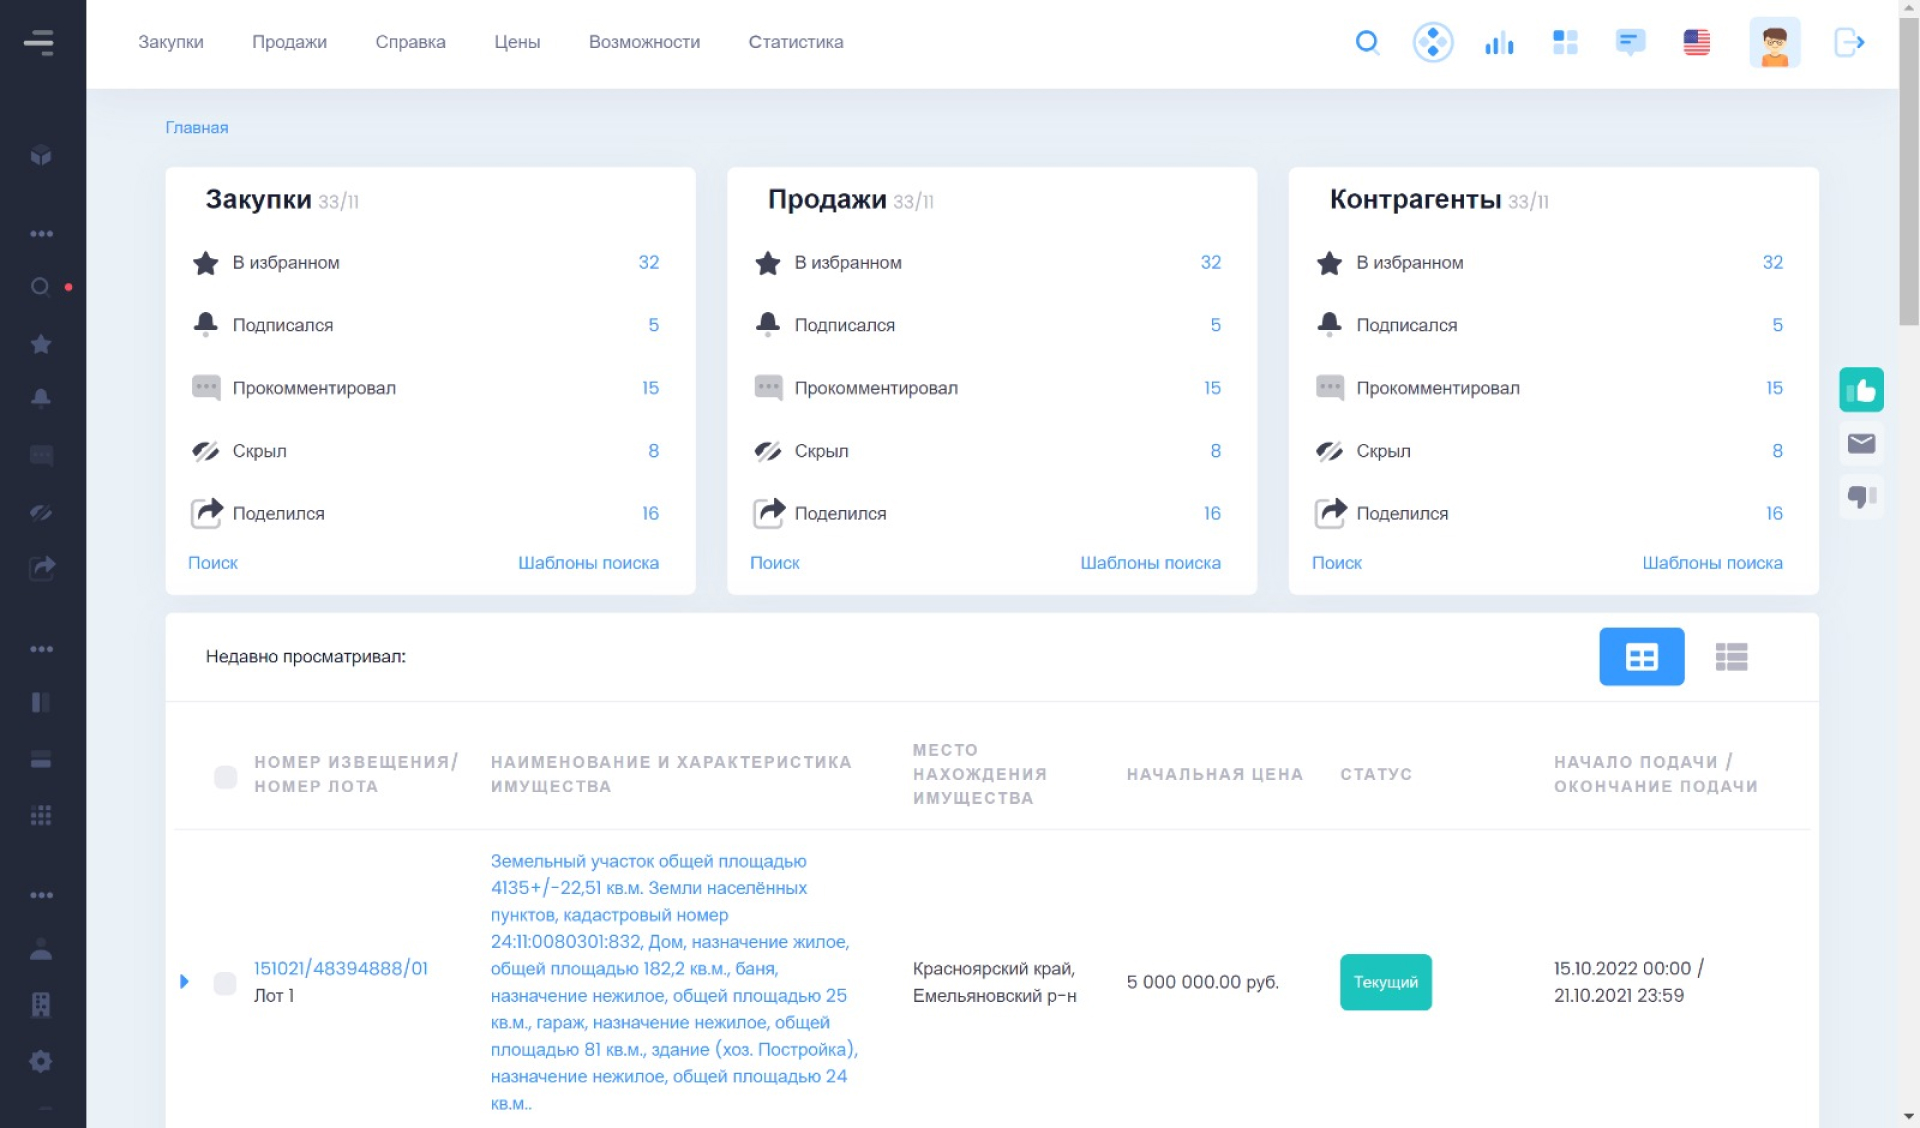 Закупки Продажи Справка Цены Возможности Статистика
Главная
Закупки 33/11
В избранном 32
Подписался 5
Прокомментировал 15
Скрыл 8
Поделился 16
Поиск Шаблоны поиска
Продажи 33/11
В избранном 32
Подписался 5
Прокомментировал 15
Скрыл 8
Поделился 16
Поиск Шаблоны поиска
Контрагенты 33/11
В избранном 32
Подписался 5
Прокомментировал 15
Скрыл 8
Поделился 16
Поиск Шаблоны поиска
Недавно просматривал:
НОМЕР ИЗВЕЩЕНИЯ/
НОМЕР ЛОТА
НАИМЕНОВАНИЕ И ХАРАКТЕРИСТИКА
ИМУЩЕСТВА
МЕСТО
НАХОЖДЕНИЯ
ИМУЩЕСТВА
НАЧАЛЬНАЯ ЦЕНА
СТАТУС
НАЧАЛО ПОДАЧИ /
ОКОНЧАНИЕ ПОДАЧИ
151021/48394888/01
Лот 1
Земельный участок общей площадью
4135+/-22,51 кв.м. Земли населённых
пунктов, кадастровый номер
24:11:0080301:832, Дом, назначение жилое,
общей площадью 182,2 кв.м., баня,
назначение нежилое, общей площадью 25
кв.м., гараж, назначение нежилое, общей
площадью 81 кв.м., здание (хоз. Постройка),
назначение нежилое, общей площадью 24
кв.м..
Красноярский край,
Емельяновский р-н
5 000 000.00 руб.
Текущий
15.10.2022 00:00 /
21.10.2021 23:59